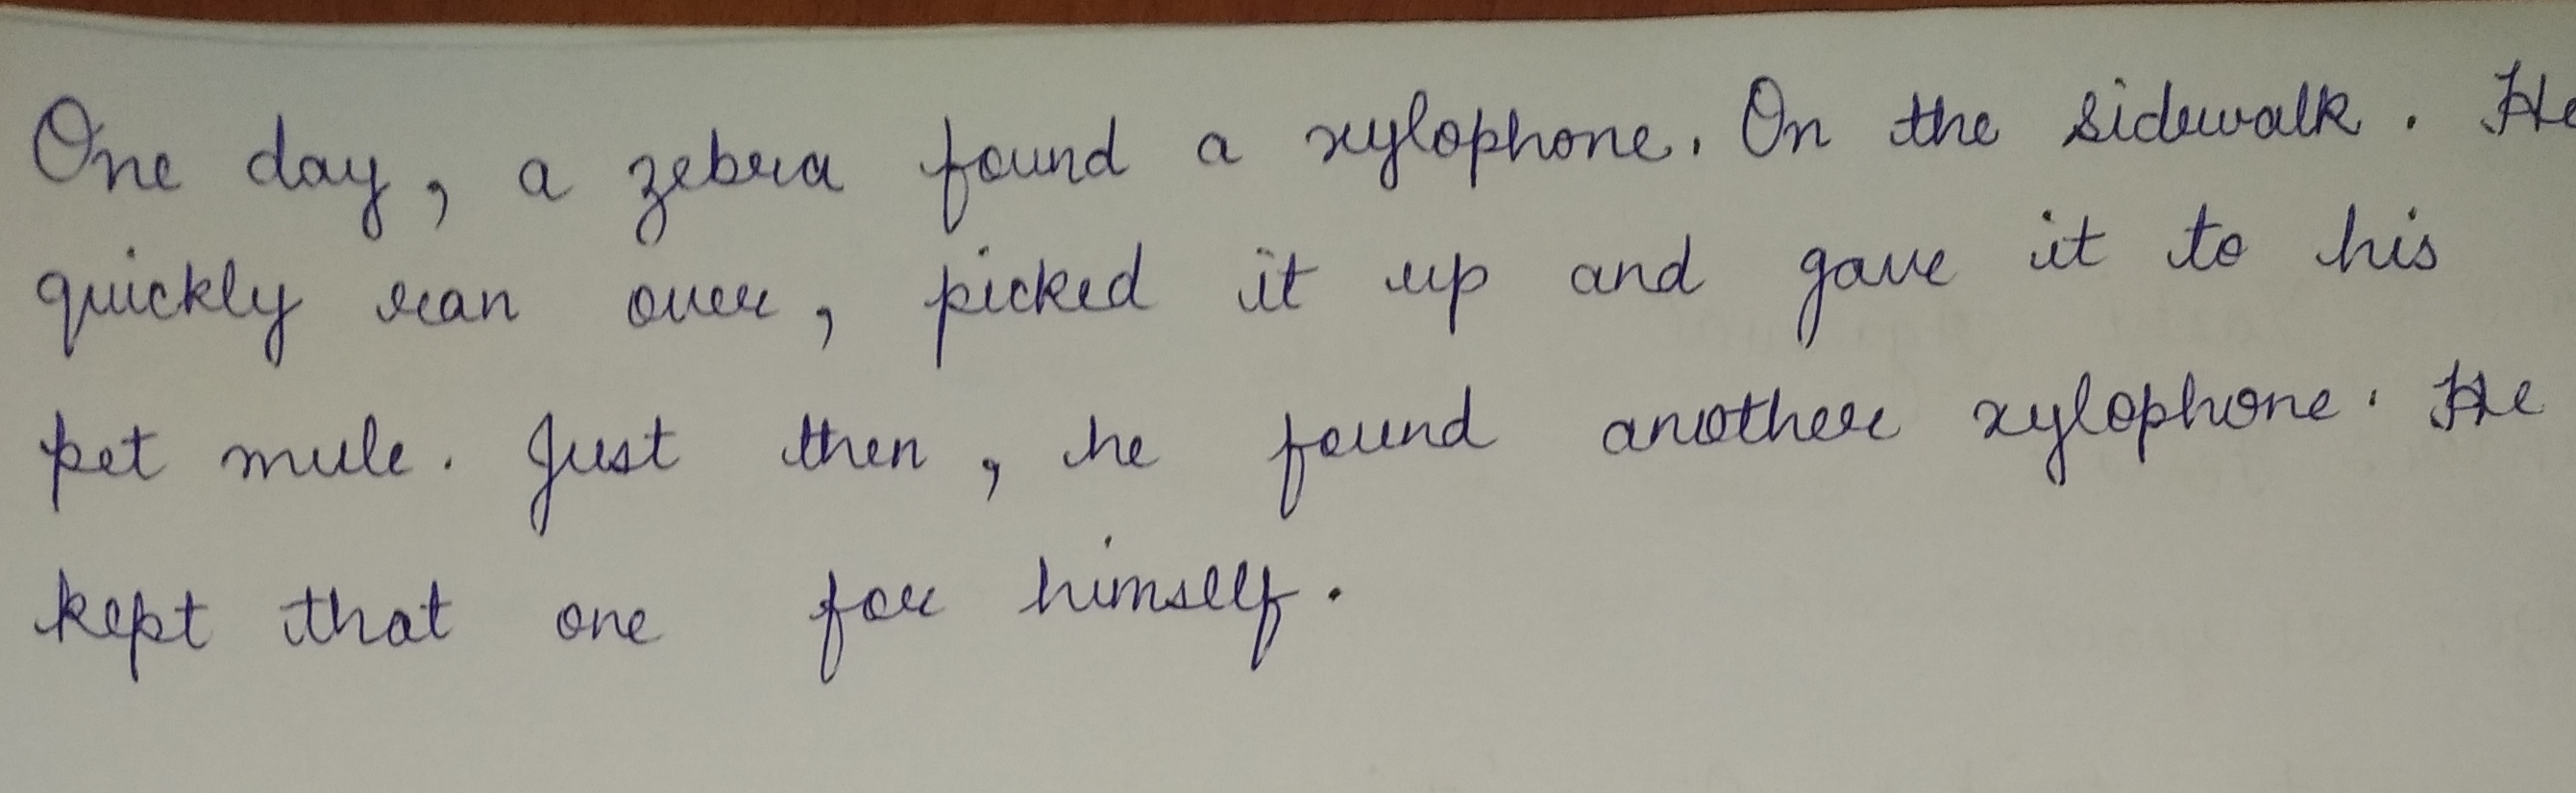 One day, a zebra found a xylophone. On the sidewalk. He
quickly ran over, picked it up and gave it to his
pet mule. Just then, he found another xylophone. He
kept that one for himself.